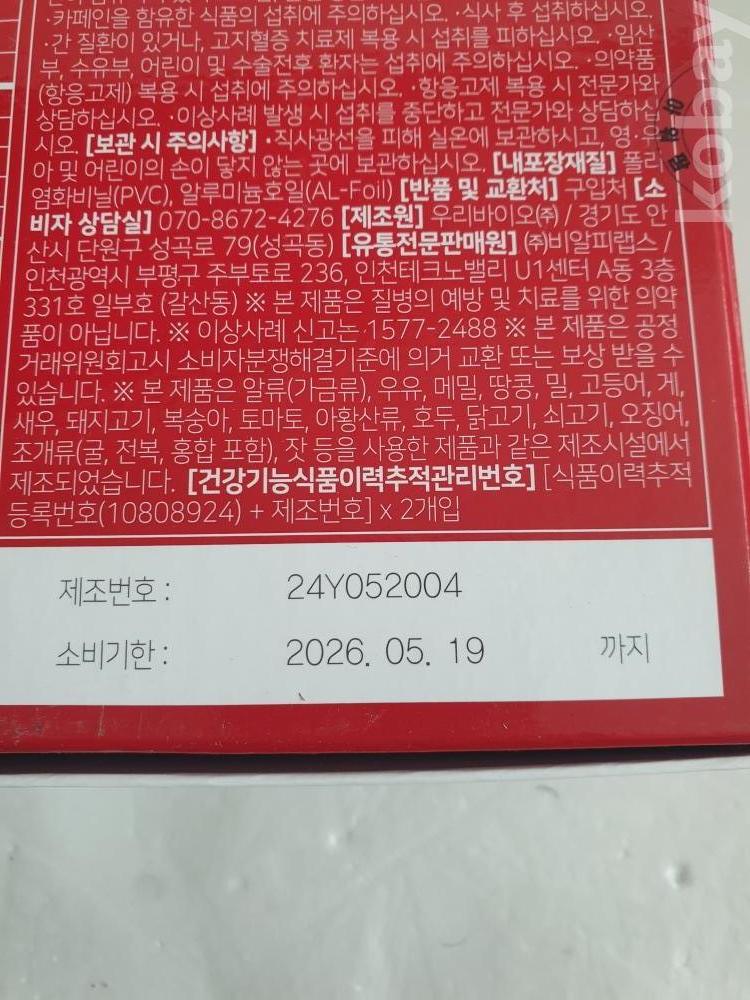 ·카페인을 함유한 식품의 섭취에 주의하십시오. ·식사 후 섭취하십시오.
·간 질환이 있거나, 고지혈증 치료제 복용 시 섭취를 피하십시오. ·임산
부, 수유부, 어린이 및 수술전후 환자는 섭취에 주의하십시오. ·의약품
(항응고제) 복용 시 섭취에 주의하십시오. ·항응고제 복용 시 전문가와
상담하십시오. ·이상사례 발생 시 섭취를 중단하고 전문가와 상담하십
시오. [보관 시 주의사항] ·직사광선을 피해 실온에 보관하시고, 영·유
아 및 어린이의 손이 닿지 않는 곳에 보관하십시오. [내포장재질] 폴리
염화비닐(PVC), 알루미늄호일(AL-Foil) [반품 및 교환처] 구입처 [소
비자 상담실] 070-8672-4276 [제조원] 우리바이오㈜ / 경기도 안
산시 단원구 성곡로 79(성곡동) [유통전문판매원] ㈜비알피랩스 /
인천광역시 부평구 주부토로 236, 인천테크노밸리 U1센터 A동 3층
331호 일부호 (갈산동) ※ 본 제품은 질병의 예방 및 치료를 위한 의약
품이 아닙니다. ※ 이상사례 신고는 1577-2488 ※ 본 제품은 공정
거래위원회고시 소비자분쟁해결기준에 의거 교환 또는 보상 받을 수
있습니다. ※ 본 제품은 알류(가금류), 우유, 메밀, 땅콩, 밀, 고등어, 게,
새우, 돼지고기, 복숭아, 토마토, 아황산류, 호두, 닭고기, 쇠고기, 오징어,
조개류(굴, 전복, 홍합 포함), 잣 등을 사용한 제품과 같은 제조시설에서
제조되었습니다. [건강기능식품이력추적관리번호] [식품이력추적
등록번호(10808924) + 제조번호] x 2개입
제조번호 : 24Y052004
소비기한 : 2026. 05. 19 까지
kobay